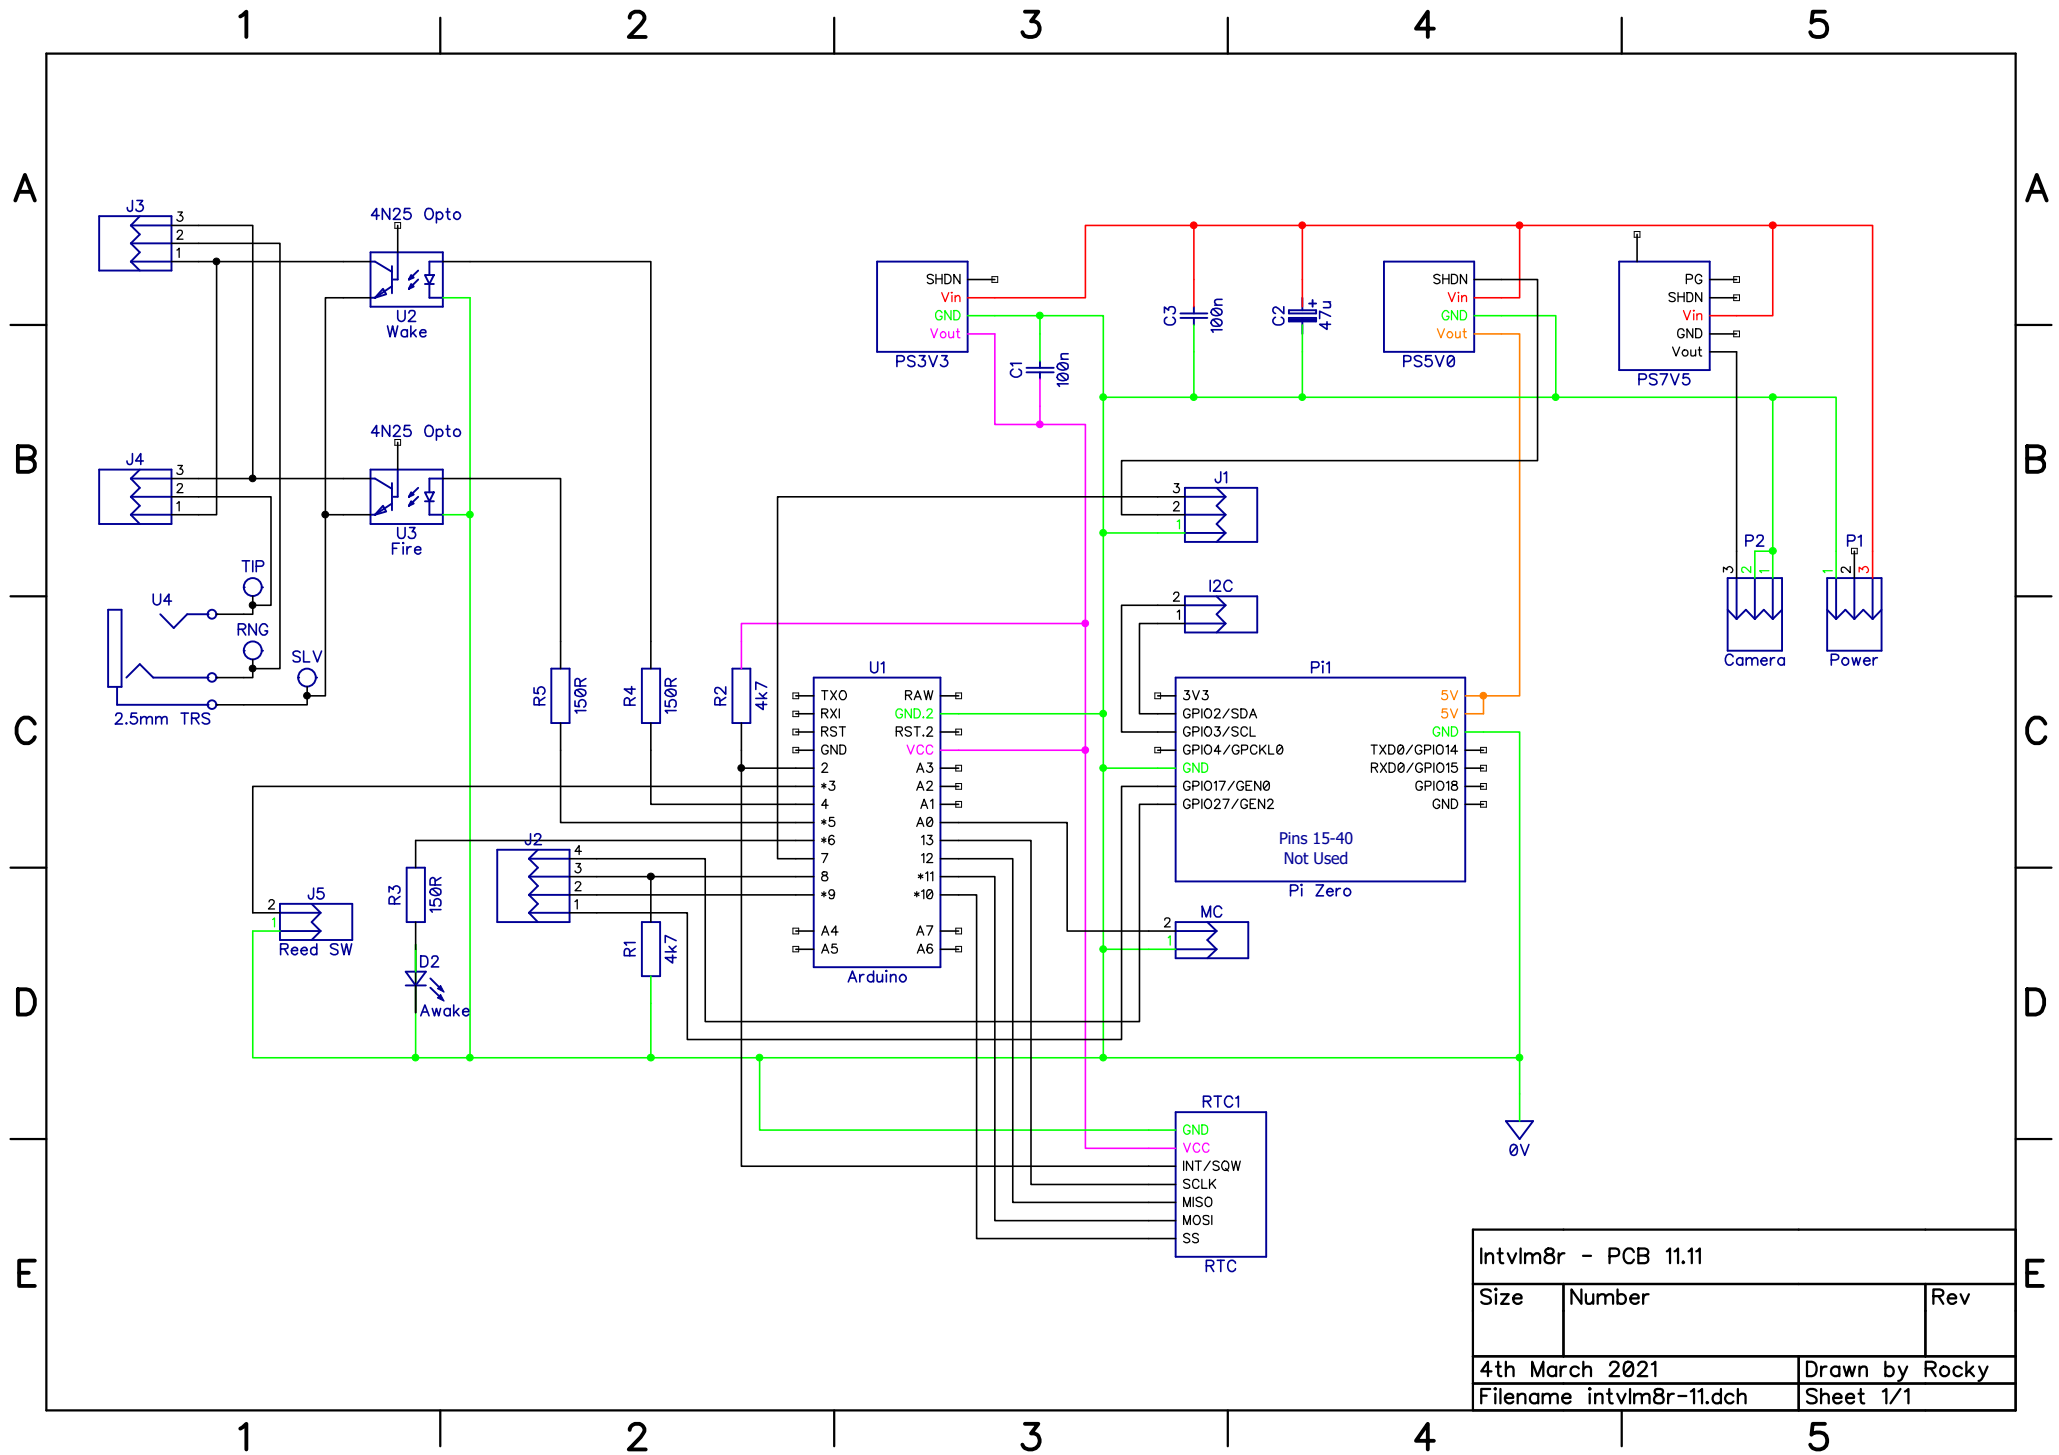 1 2 3 4 5
A A
J3
3
2
1
4N25 Opto
U2
Wake
SHDN
Vin
GND
Vout
PS3V3
C1
100n
C3
100n
C2
+
47u
SHDN
Vin
GND
Vout
PS5V0
PG
SHDN
Vin
GND
Vout
PS7V5
B B
J4
3
2
1
4N25 Opto
U3
Fire
J1
3
2
1
P2
3
2
1
Camera
P1
1
2
3
Power
TIP
U4
RNG
SLV
2.5mm TRS
I2C
2
1
C C
R5
150R
R4
150R
R2
4k7
U1
TXO
RXI
RST
GND
2
*3
4
*5
*6
7
8
*9
A4
A5
RAW
GND.2
RST.2
VCC
A3
A2
A1
A0
13
12
*11
*10
A7
A6
Arduino
Pi1
3V3
GPIO2/SDA
GPIO3/SCL
GPIO4/GPCKL0
GND
GPIO17/GEN0
GPIO27/GEN2
5V
5V
GND
TXD0/GPIO14
RXD0/GPIO15
GPIO18
GND
Pins 15-40
Not Used
Pi Zero
J2
4
3
2
1
J5
2
1
Reed SW
R3
150R
D2
Awake
R1
4k7
MC
2
1
D D
RTC1
GND
VCC
INT/SQW
SCLK
MISO
MOSI
SS
RTC
0V
E E
Intvlm8r - PCB 11.11
Size Number Rev
4th March 2021 Drawn by Rocky
Filename intvlm8r-11.dch Sheet 1/1
1 2 3 4 5